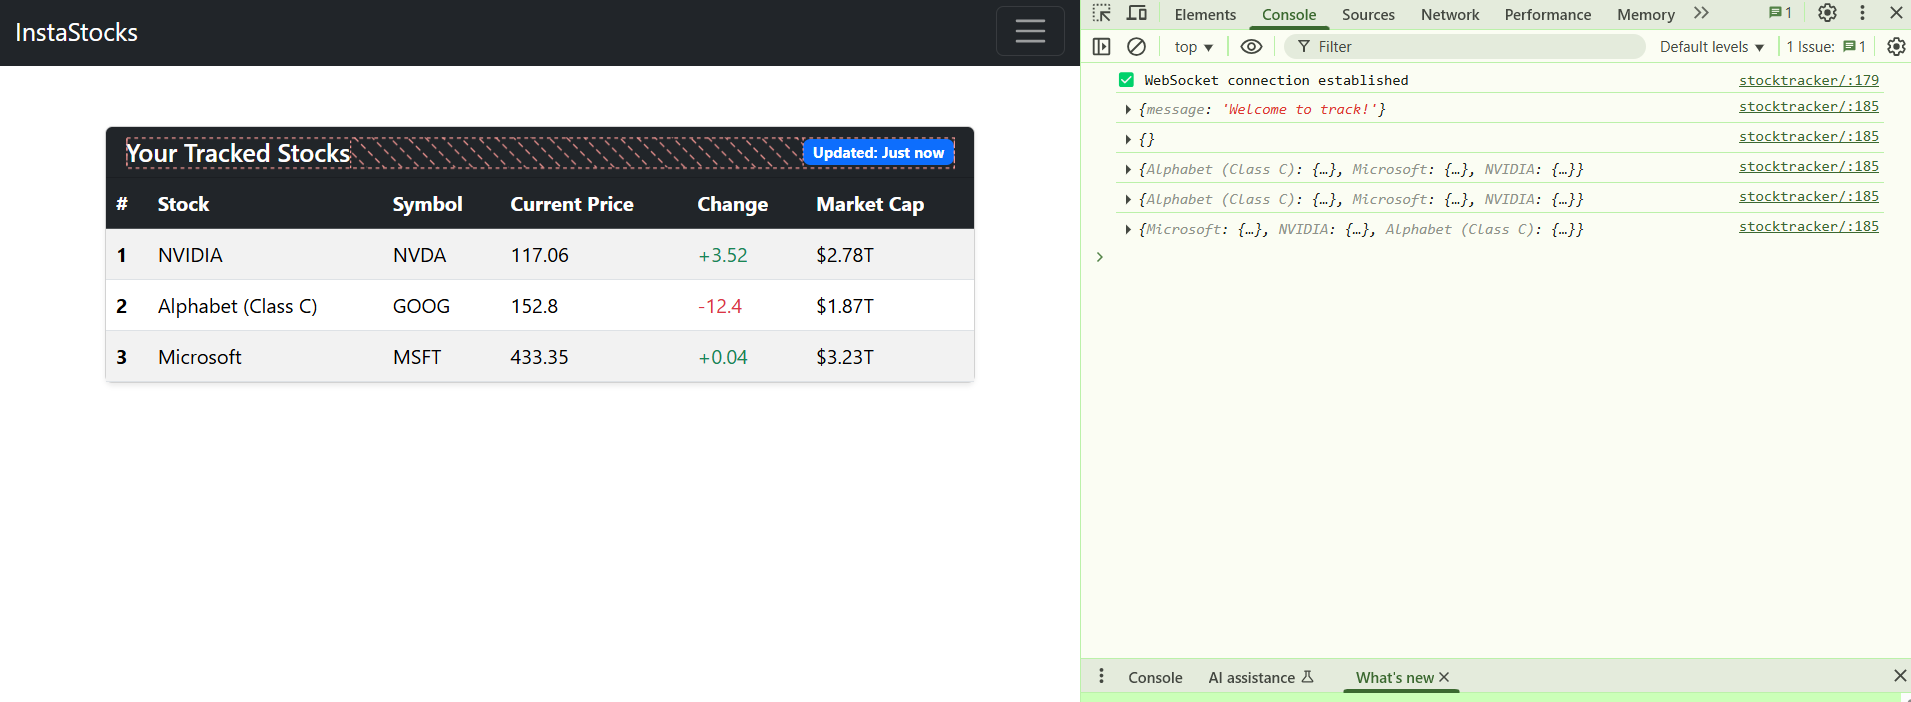 InstaStocks
Your Tracked Stocks Updated: Just now
# Stock Symbol Current Price Change Market Cap
1 NVIDIA NVDA 117.06 +3.52 $2.78T
2 Alphabet (Class C) GOOG 152.8 -12.4 $1.87T
3 Microsoft MSFT 433.35 +0.04 $3.23T
Elements Console Sources Network Performance Memory 1
top Filter Default levels 1 Issue: 1
WebSocket connection established stocktracker/:179
{message: 'Welcome to track!'} stocktracker/:185
{} stocktracker/:185
{Alphabet (Class C): {…}, Microsoft: {…}, NVIDIA: {…}} stocktracker/:185
{Alphabet (Class C): {…}, Microsoft: {…}, NVIDIA: {…}} stocktracker/:185
{Microsoft: {…}, NVIDIA: {…}, Alphabet (Class C): {…}} stocktracker/:185
Console AI assistance What's new